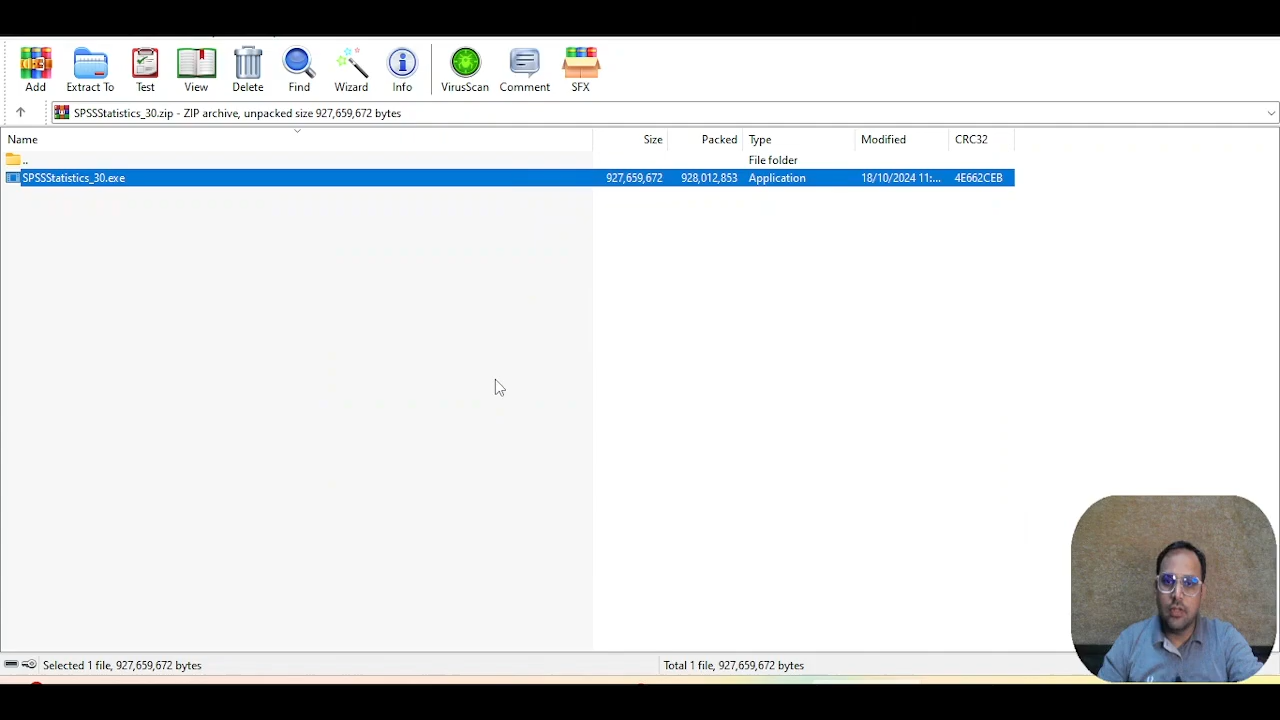 Add Extract To Test View Delete Find Wizard Info VirusScan Comment SFX
SPSSStatistics_30.zip - ZIP archive, unpacked size 927,659,672 bytes
Name Size Packed Type Modified CRC32
.. File folder
SPSSStatistics_30.exe 927,659,672 928,012,853 Application 18/10/2024 11:... 4E662CEB
Selected 1 file, 927,659,672 bytes Total 1 file, 927,659,672 bytes